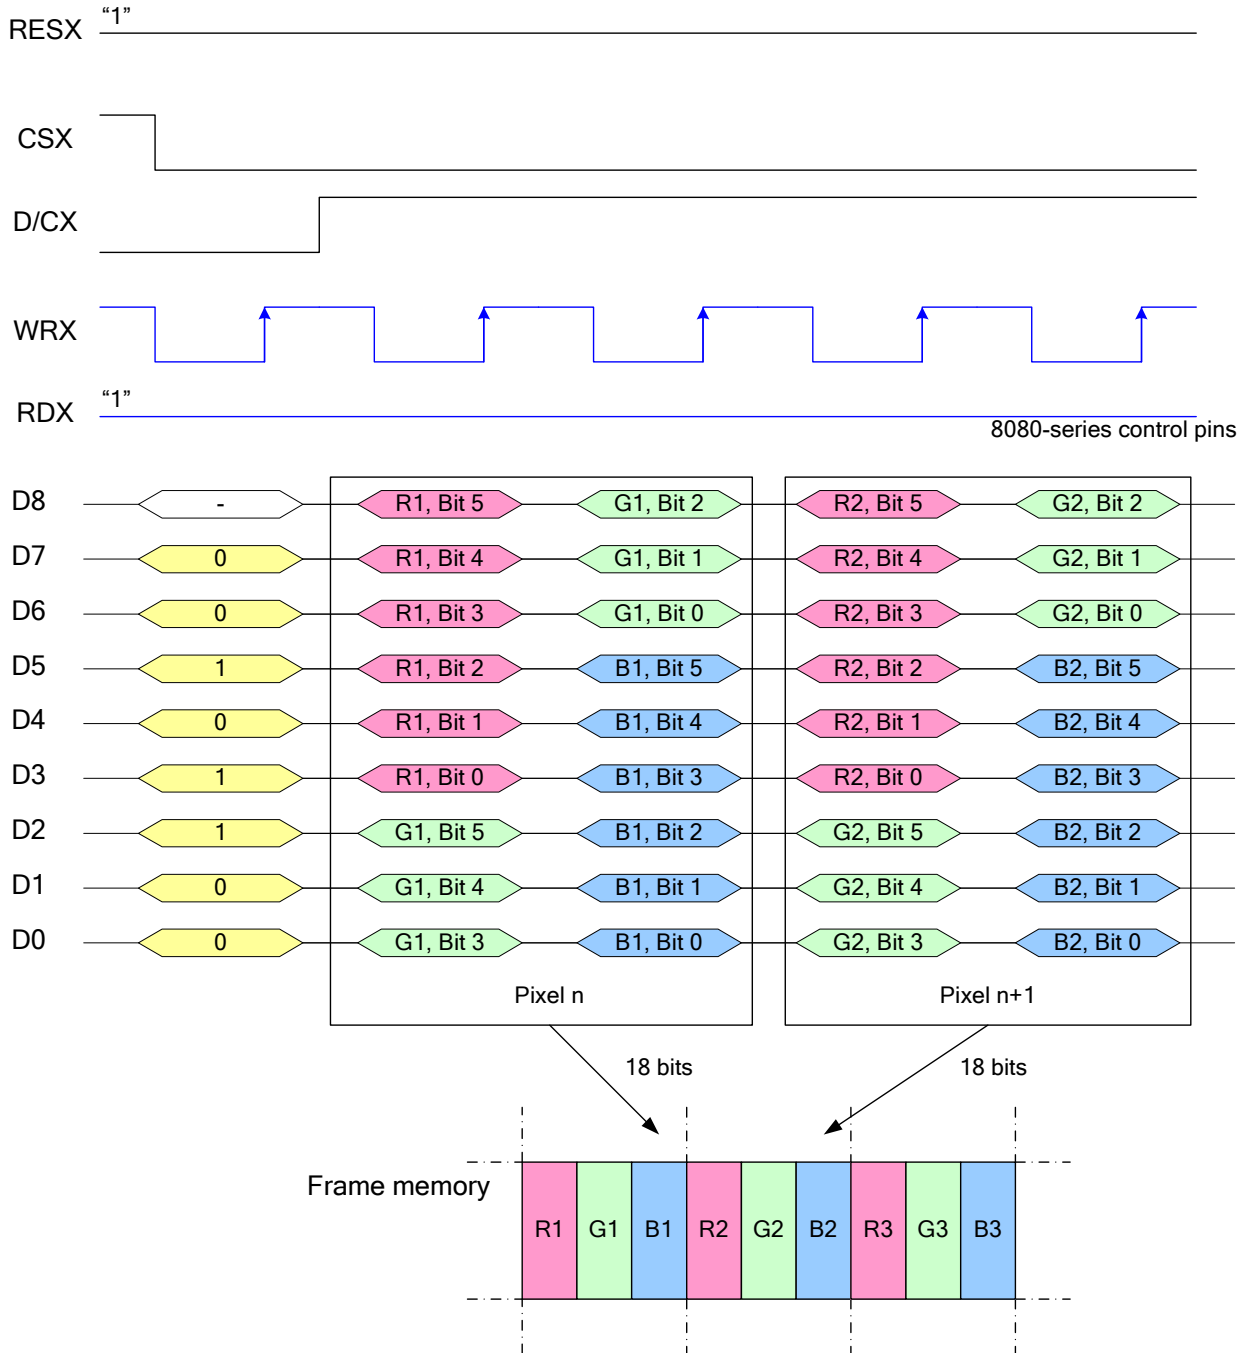 RESX “1”
CSX
D/CX
WRX
RDX “1”
8080-series control pins
D8 - R1, Bit 5 G1, Bit 2 R2, Bit 5 G2, Bit 2
D7 0 R1, Bit 4 G1, Bit 1 R2, Bit 4 G2, Bit 1
D6 0 R1, Bit 3 G1, Bit 0 R2, Bit 3 G2, Bit 0
D5 1 R1, Bit 2 B1, Bit 5 R2, Bit 2 B2, Bit 5
D4 0 R1, Bit 1 B1, Bit 4 R2, Bit 1 B2, Bit 4
D3 1 R1, Bit 0 B1, Bit 3 R2, Bit 0 B2, Bit 3
D2 1 G1, Bit 5 B1, Bit 2 G2, Bit 5 B2, Bit 2
D1 0 G1, Bit 4 B1, Bit 1 G2, Bit 4 B2, Bit 1
D0 0 G1, Bit 3 B1, Bit 0 G2, Bit 3 B2, Bit 0
Pixel n Pixel n+1
18 bits 18 bits
Frame memory
R1 G1 B1 R2 G2 B2 R3 G3 B3